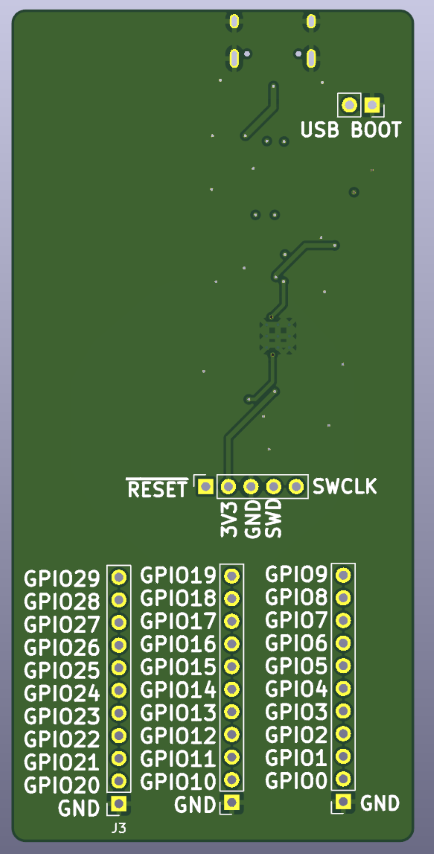 USB BOOT
RESET
SWCLK
3V3
GND
SWD
GPIO29
GPIO28
GPIO27
GPIO26
GPIO25
GPIO24
GPIO23
GPIO22
GPIO21
GPIO20
GND
J3
GPIO19
GPIO18
GPIO17
GPIO16
GPIO15
GPIO14
GPIO13
GPIO12
GPIO11
GPIO10
GND
GPIO9
GPIO8
GPIO7
GPIO6
GPIO5
GPIO4
GPIO3
GPIO2
GPIO1
GPIO0
GND